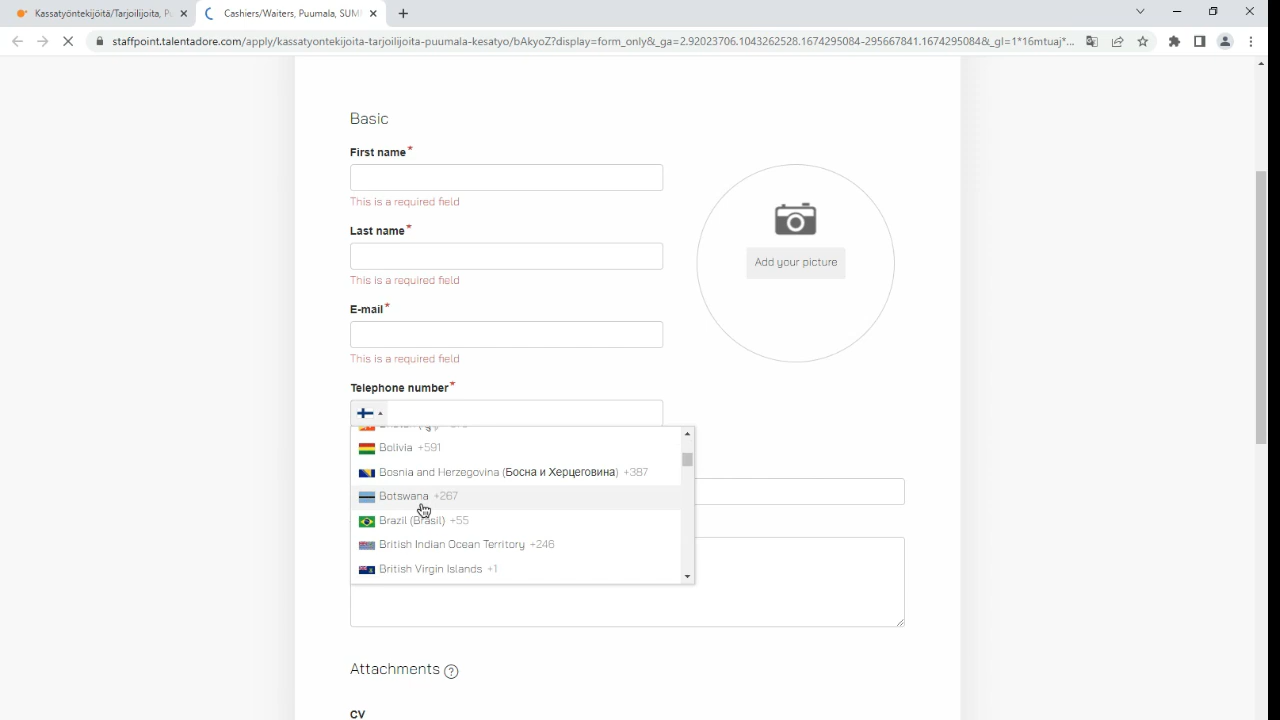 Kassatyöntekijöitä/Tarjoilijoita, P
Cashiers/Waiters, Puumala, SUM
staffpoint.talentadore.com/apply/kassatyontekijoita-tarjoilijoita-puumala-kesatyo/bAkyoZ?display=form_only&_ga=2.92023706.1043262528.1674295084-295667841.1674295084&_gl=1*16mtuaj*...
Basic
First name*
This is a required field
Last name*
This is a required field
E-mail*
This is a required field
Add your picture
Telephone number*
Bolivia +591
Bosnia and Herzegovina (Босна и Херцеговина) +387
Botswana +267
Brazil (Brasil) +55
British Indian Ocean Territory +246
British Virgin Islands +1
Attachments ?
CV